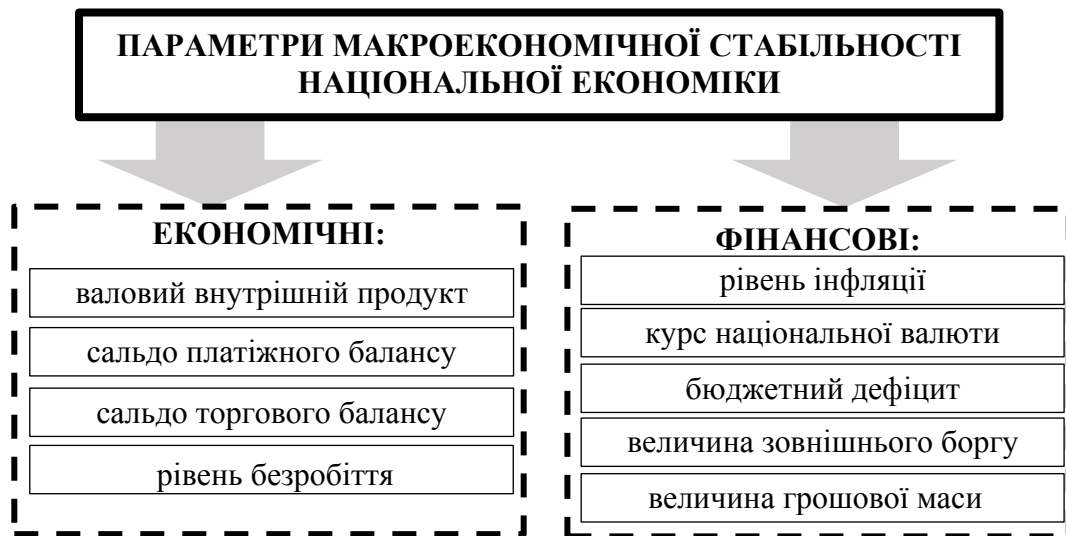 ПАРАМЕТРИ МАКРОЕКОНОМІЧНОЇ СТАБІЛЬНОСТІ
НАЦІОНАЛЬНОЇ ЕКОНОМІКИ
ЕКОНОМІЧНІ:
валовий внутрішній продукт
сальдо платіжного балансу
сальдо торгового балансу
рівень безробіття
ФІНАНСОВІ:
рівень інфляції
курс національної валюти
бюджетний дефіцит
величина зовнішнього боргу
величина грошової маси